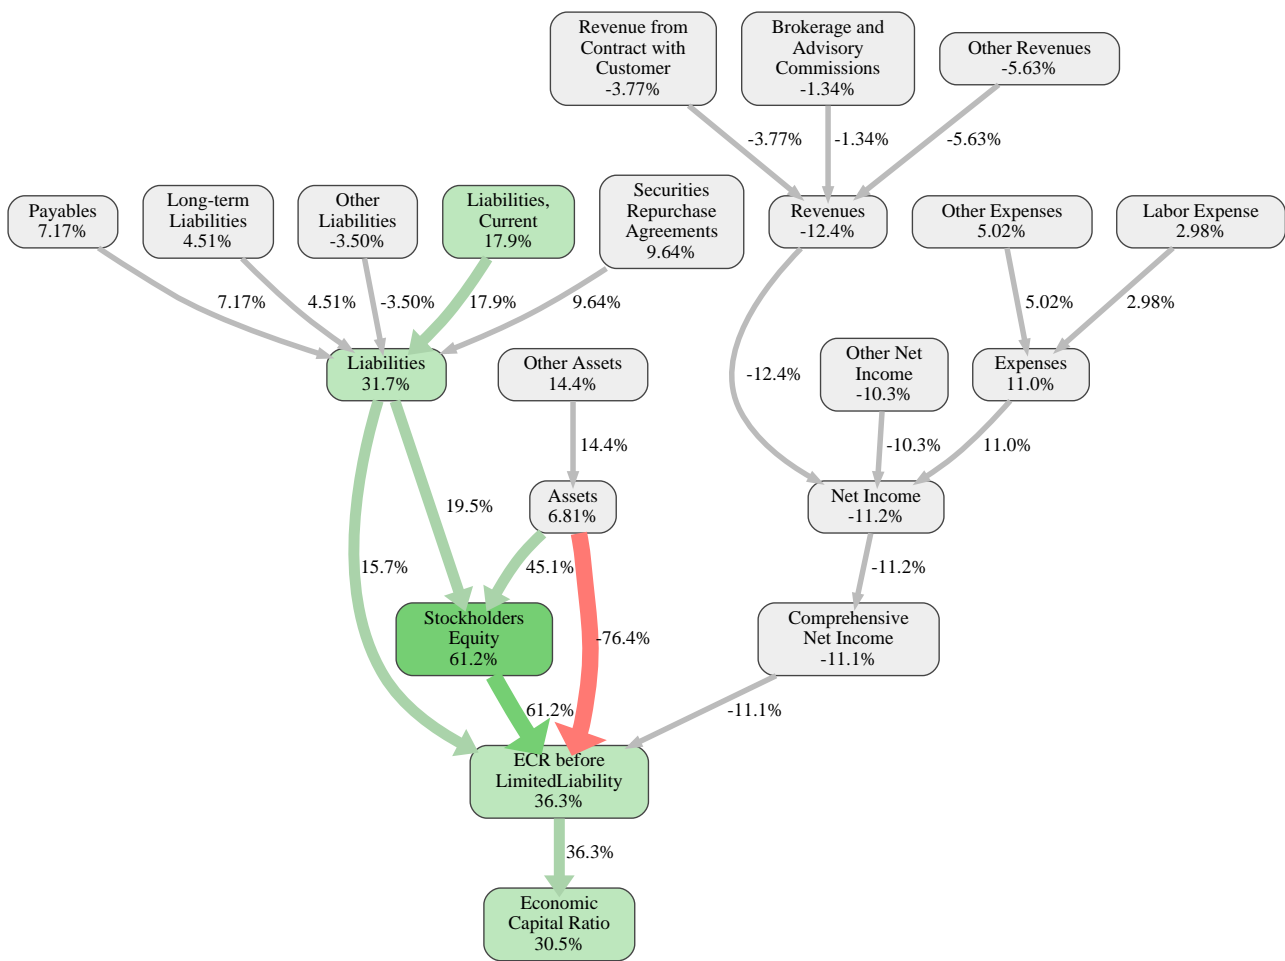 Revenue from
Contract with
Customer
-3.77%
Brokerage and
Advisory
Commissions
-1.34%
Other Revenues
-5.63%
-3.77%
-1.34%
-5.63%
Payables
7.17%
Long-term
Liabilities
4.51%
Other
Liabilities
-3.50%
Liabilities,
Current
17.9%
Securities
Repurchase
Agreements
9.64%
Revenues
-12.4%
Other Expenses
5.02%
Labor Expense
2.98%
7.17%
4.51%
-3.50%
17.9%
9.64%
5.02%
2.98%
Liabilities
31.7%
Other Assets
14.4%
-12.4%
Other Net
Income
-10.3%
Expenses
11.0%
14.4%
-10.3%
11.0%
19.5%
Assets
6.81%
Net Income
-11.2%
15.7%
45.1%
-11.2%
Stockholders
Equity
61.2%
-76.4%
Comprehensive
Net Income
-11.1%
61.2%
-11.1%
ECR before
LimitedLiability
36.3%
36.3%
Economic
Capital Ratio
30.5%